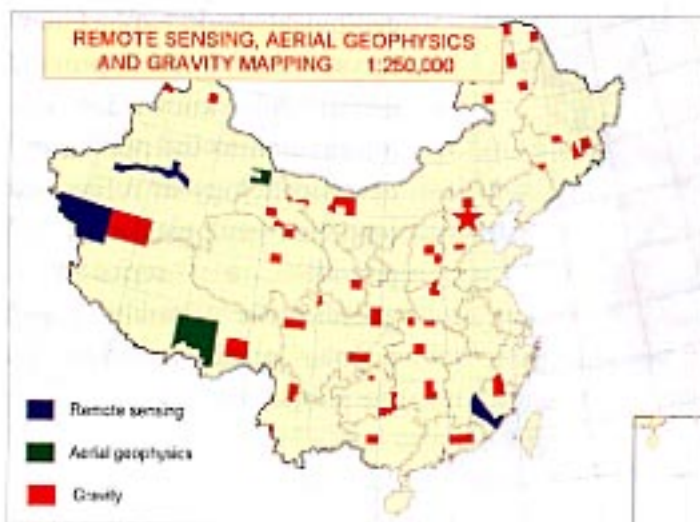 REMOTE SENSING, AERIAL GEOPHYSICS
AND GRAVITY MAPPING 1:250,000
Remote sensing
Aerial geophysics
Gravity